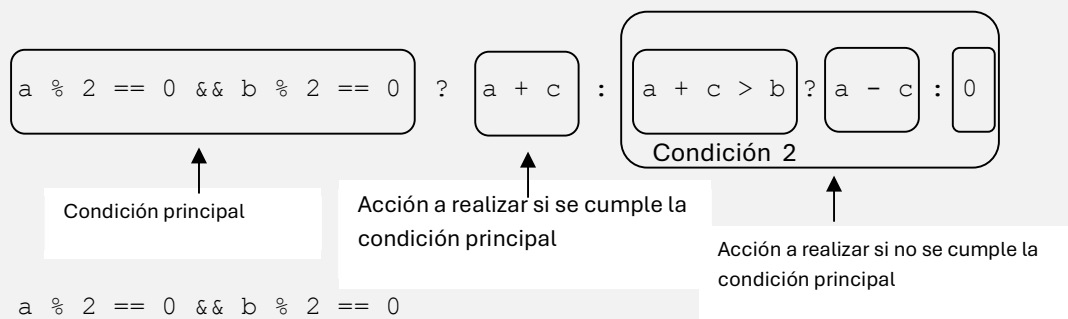 a % 2 == 0 && b % 2 == 0 ? a + c : a + c > b ? a - c : 0
Condición 2
Condición principal
Acción a realizar si se cumple la
condición principal
Acción a realizar si no se cumple la
condición principal
a % 2 == 0 && b % 2 == 0